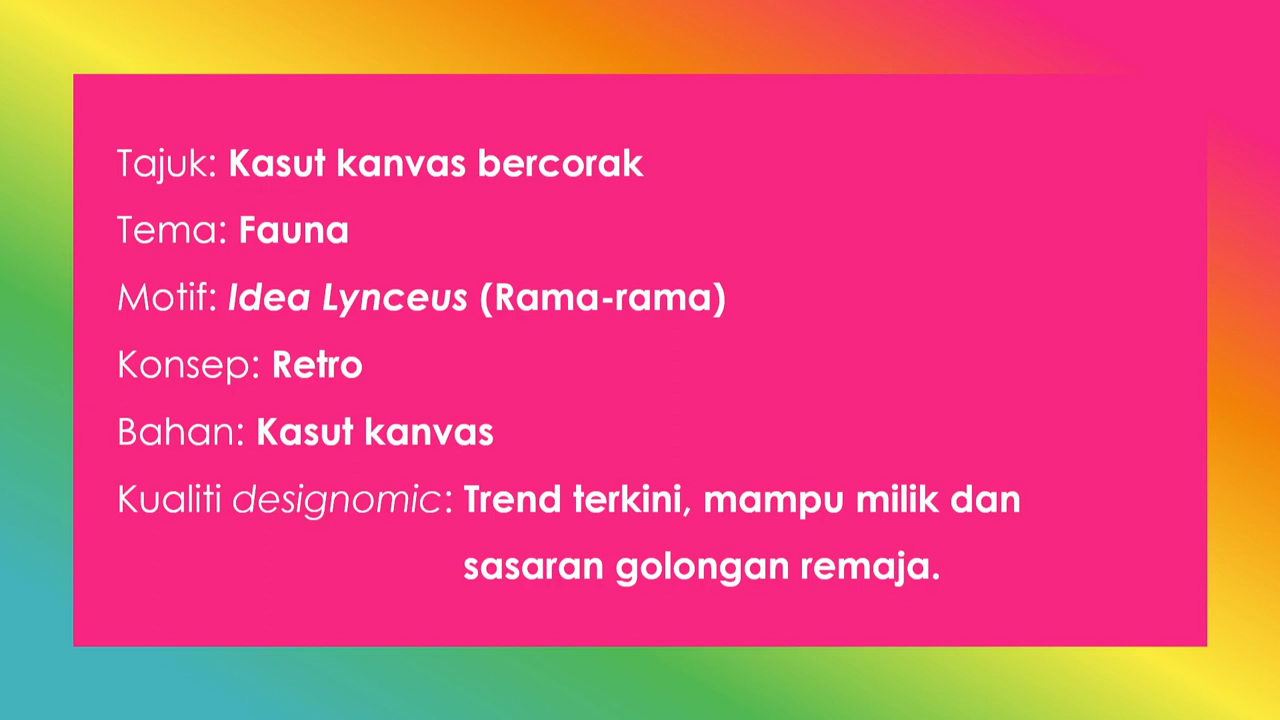 Tajuk: Kasut kanvas bercorak
Tema: Fauna
Motif: Idea Lynceus (Rama-rama)
Konsep: Retro
Bahan: Kasut kanvas
Kualiti designomic: Trend terkini, mampu milik dan
sasaran golongan remaja.